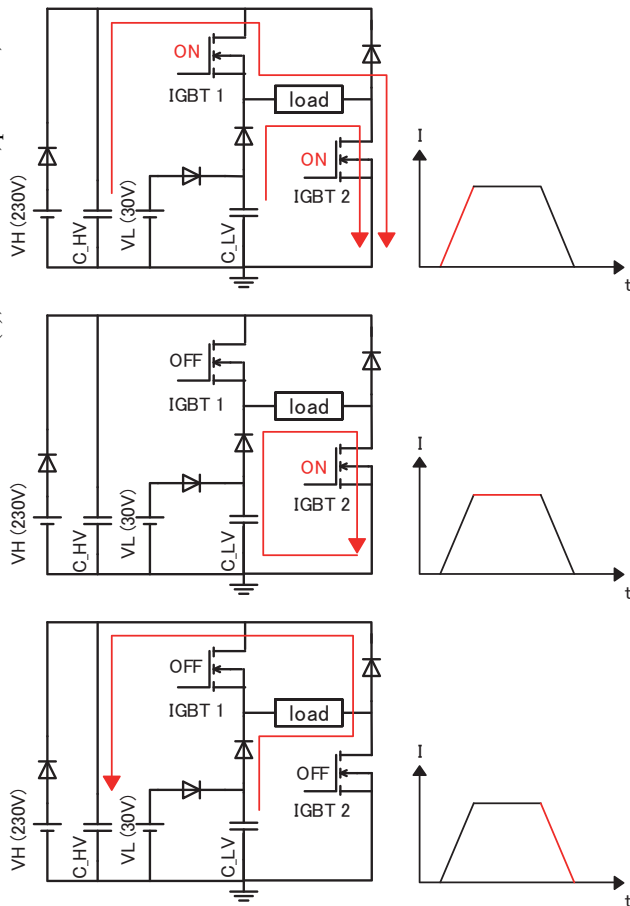 ON
IGBT 1
load
ON
IGBT 2
VH (230V)
C_HV
VL (30V)
C_LV
I
t
OFF
IGBT 1
load
ON
IGBT 2
VH (230V)
C_HV
VL (30V)
C_LV
I
t
OFF
IGBT 1
load
OFF
IGBT 2
VH (230V)
C_HV
VL (30V)
C_LV
I
t